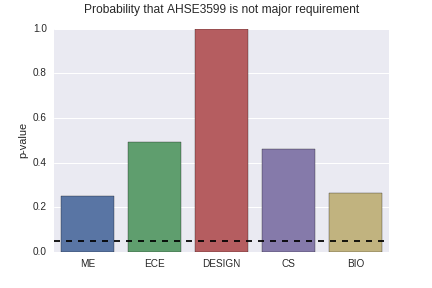 Probability that AHSE3599 is not major requirement
1.0
0.8
0.6
0.4
0.2
0.0
p-value
ME ECE DESIGN CS BIO